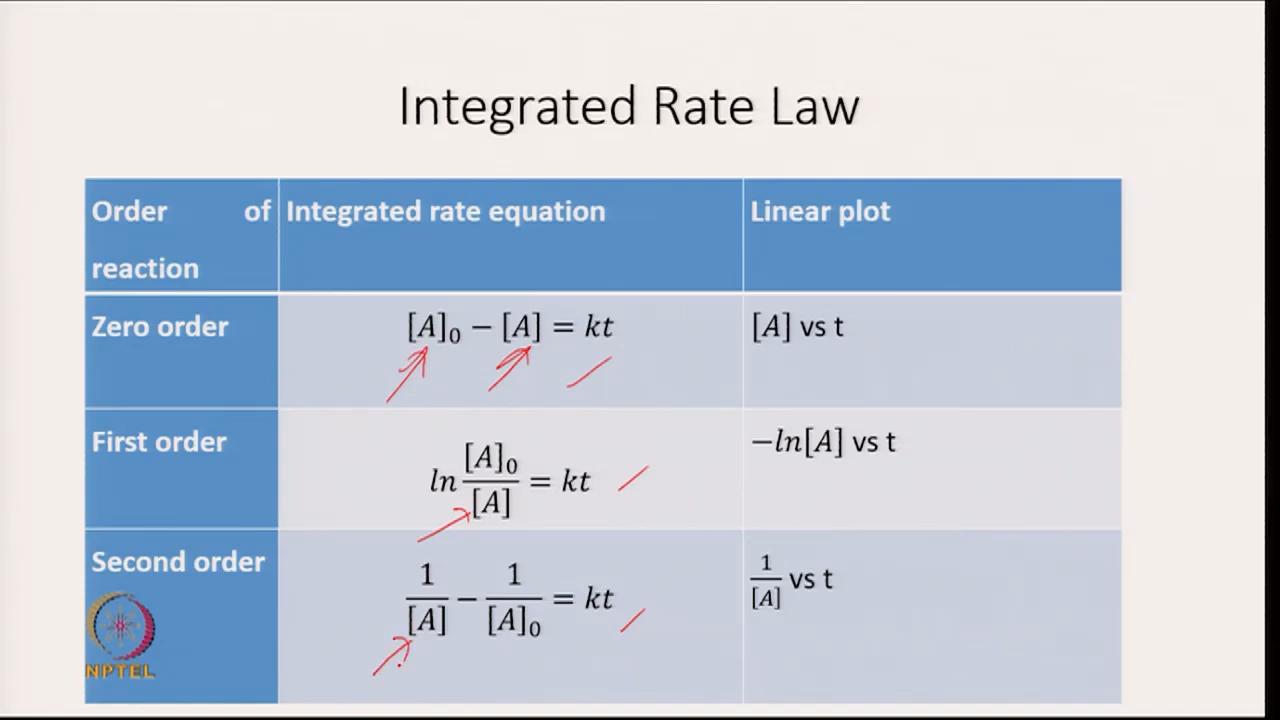 Integrated Rate Law
Order of
reaction
Integrated rate equation
Linear plot
Zero order
[A]₀ − [A] = kt
[A] vs t
First order
ln [A]₀/[A] = kt
−ln[A] vs t
Second order
1/[A] − 1/[A]₀ = kt
1/[A] vs t
NPTEL